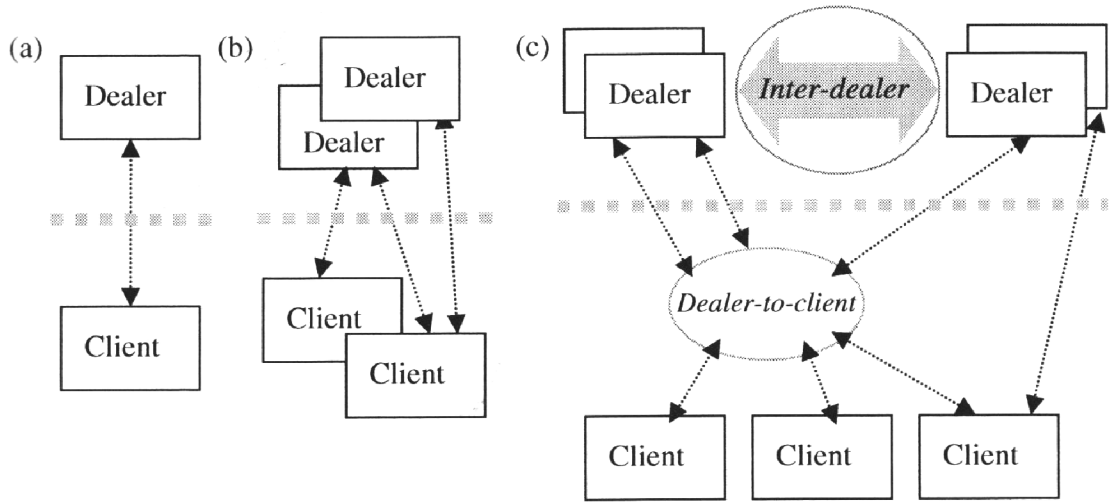 (a)
Dealer
Client
(b)
Dealer
Dealer
Client
Client
(c)
Dealer
Inter-dealer
Dealer
Dealer-to-client
Client
Client
Client